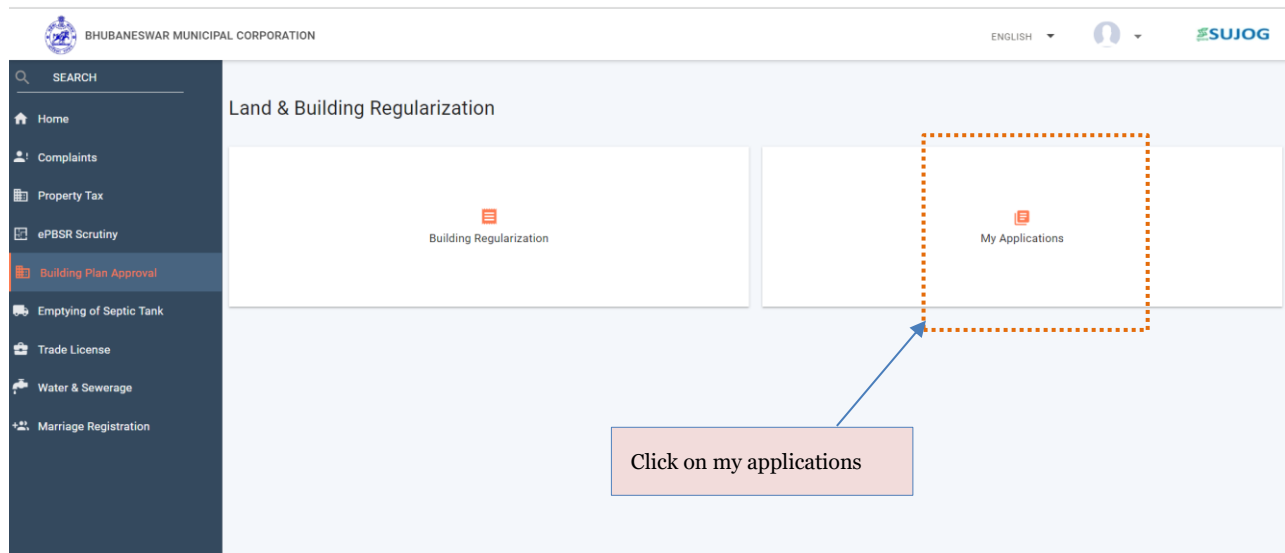 BHUBANESWAR MUNICIPAL CORPORATION
ENGLISH
SUJOG
SEARCH
Home
Complaints
Property Tax
ePBSR Scrutiny
Building Plan Approval
Emptying of Septic Tank
Trade License
Water & Sewerage
Marriage Registration
Land & Building Regularization
Building Regularization
My Applications
Click on my applications